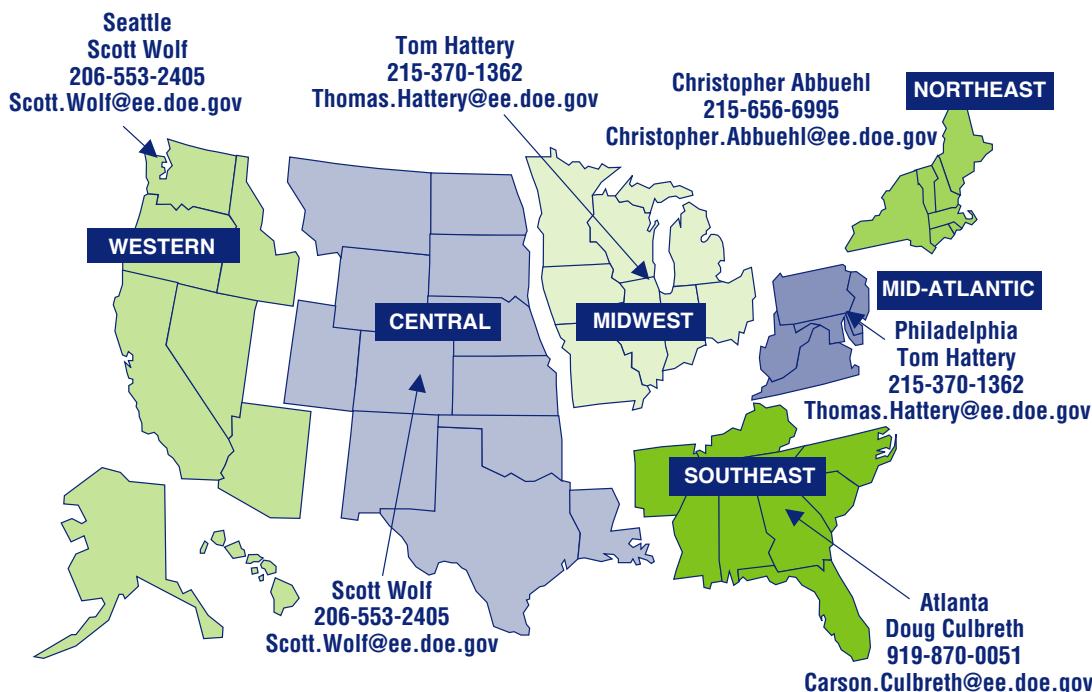 Seattle
Scott Wolf
206-553-2405
Scott.Wolf@ee.doe.gov
Tom Hattery
215-370-1362
Thomas.Hattery@ee.doe.gov
Christopher Abbuehl
215-656-6995
Christopher.Abbuehl@ee.doe.gov
NORTHEAST
WESTERN
CENTRAL
MIDWEST
MID-ATLANTIC
Philadelphia
Tom Hattery
215-370-1362
Thomas.Hattery@ee.doe.gov
SOUTHEAST
Scott Wolf
206-553-2405
Scott.Wolf@ee.doe.gov
Atlanta
Doug Culbreth
919-870-0051
Carson.Culbreth@ee.doe.gov